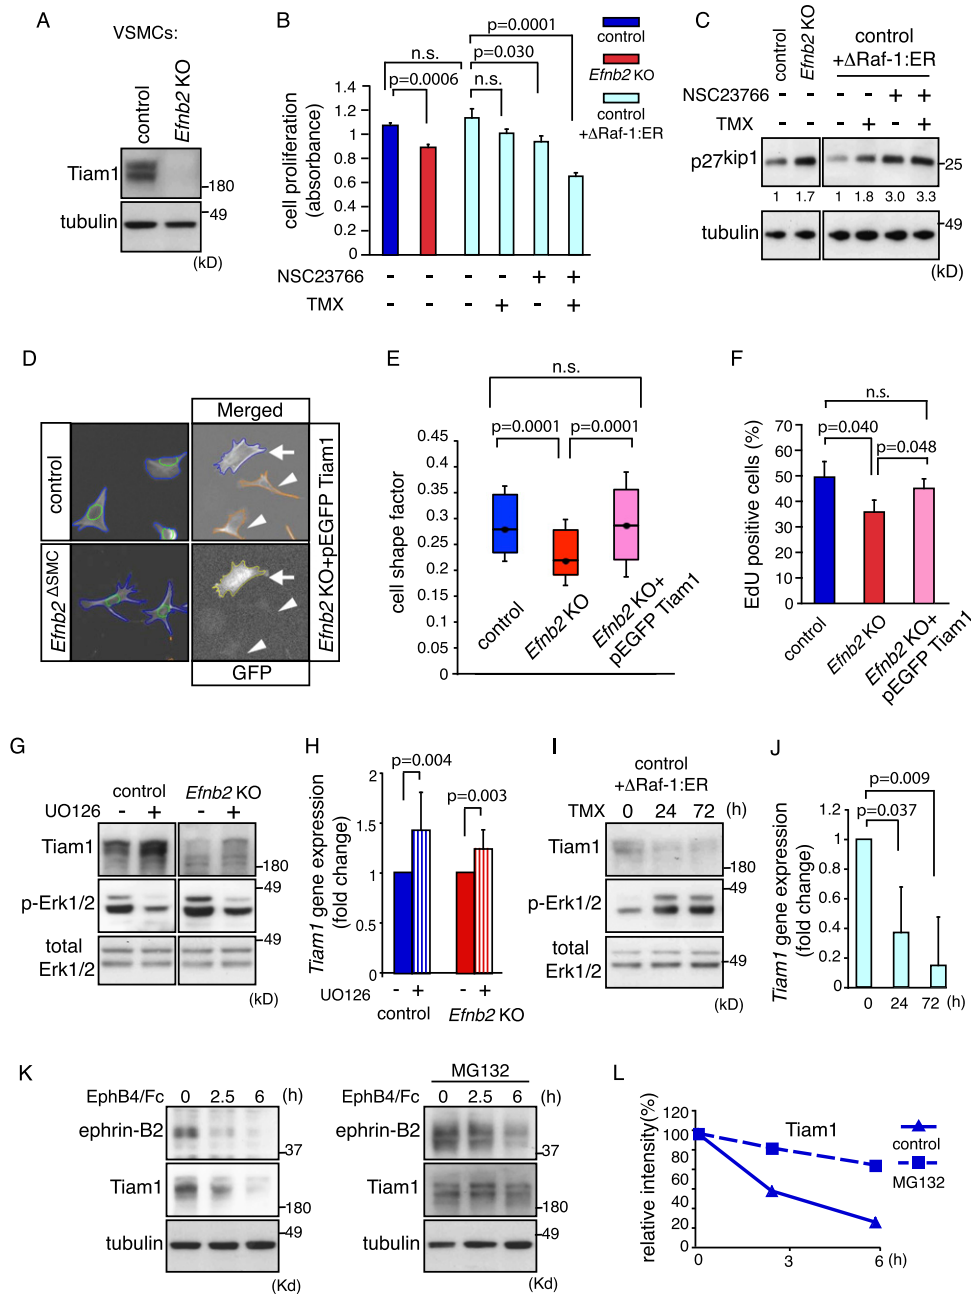 A
VSMCs:
control
Efnb2 KO
Tiam1
180
tubulin
49
(kD)
B
p=0.0001
n.s.
p=0.030
p=0.0006
n.s.
control
Efnb2 KO
control
+ΔRaf-1:ER
cell proliferation
(absorbance)
1.4
1.2
1
0.8
0.6
0.4
0.2
0
NSC23766 - - - - + +
TMX - - - + - +
C
control
Efnb2 KO
control
+ΔRaf-1:ER
NSC23766 - - + +
TMX - + - +
p27kip1
25
1 1.7 1 1.8 3.0 3.3
tubulin
49
(kD)
D
Merged
control
Efnb2 ΔSMC
Efnb2 KO+pEGFP Tiam1
GFP
E
n.s.
p=0.0001 p=0.0001
cell shape factor
0.45
0.4
0.35
0.3
0.25
0.2
0.15
0.1
0.05
0
control
Efnb2 KO
Efnb2 KO+
pEGFP Tiam1
F
n.s.
p=0.040
p=0.048
EdU positive cells (%)
70
60
50
40
30
20
10
0
control
Efnb2 KO
Efnb2 KO+
pEGFP Tiam1
G
control Efnb2 KO
UO126 - + - +
Tiam1
180
p-Erk1/2
49
total
Erk1/2
49
(kD)
H
p=0.004
p=0.003
Tiam1 gene expression
(fold change)
2
1.5
1
0.5
0
UO126 - + - +
control Efnb2 KO
I
control
+ΔRaf-1:ER
TMX 0 24 72 (h)
Tiam1
180
p-Erk1/2
49
total
Erk1/2
49
(kD)
J
p=0.009
p=0.037
Tiam1 gene expression
(fold change)
1.2
1
0.8
0.6
0.4
0.2
0
0 24 72 (h)
K
EphB4/Fc 0 2.5 6 (h)
ephrin-B2
37
Tiam1
180
tubulin
49
(Kd)
MG132
EphB4/Fc 0 2.5 6 (h)
ephrin-B2
37
Tiam1
180
tubulin
49
(Kd)
L
relative intensity(%)
120
100
80
60
40
20
0
Tiam1
control
MG132
0 3 6 (h)